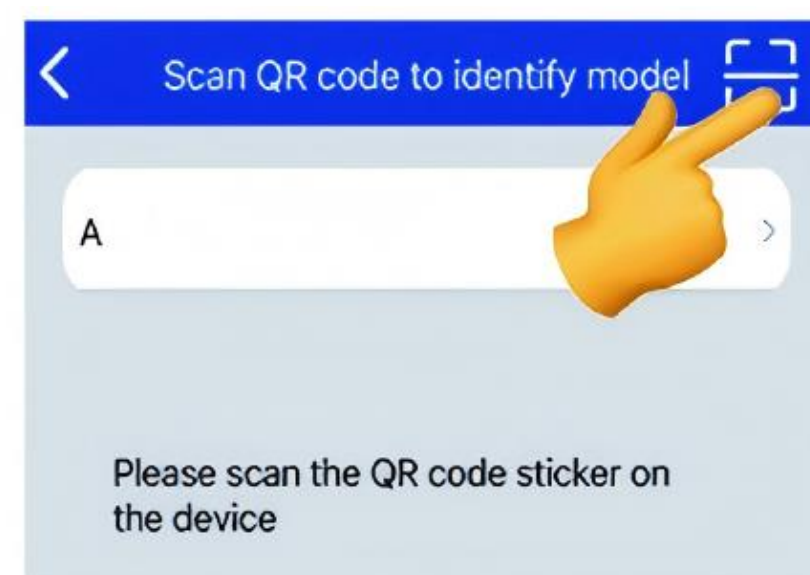 Scan QR code to identify model
A
Please scan the QR code sticker on
the device